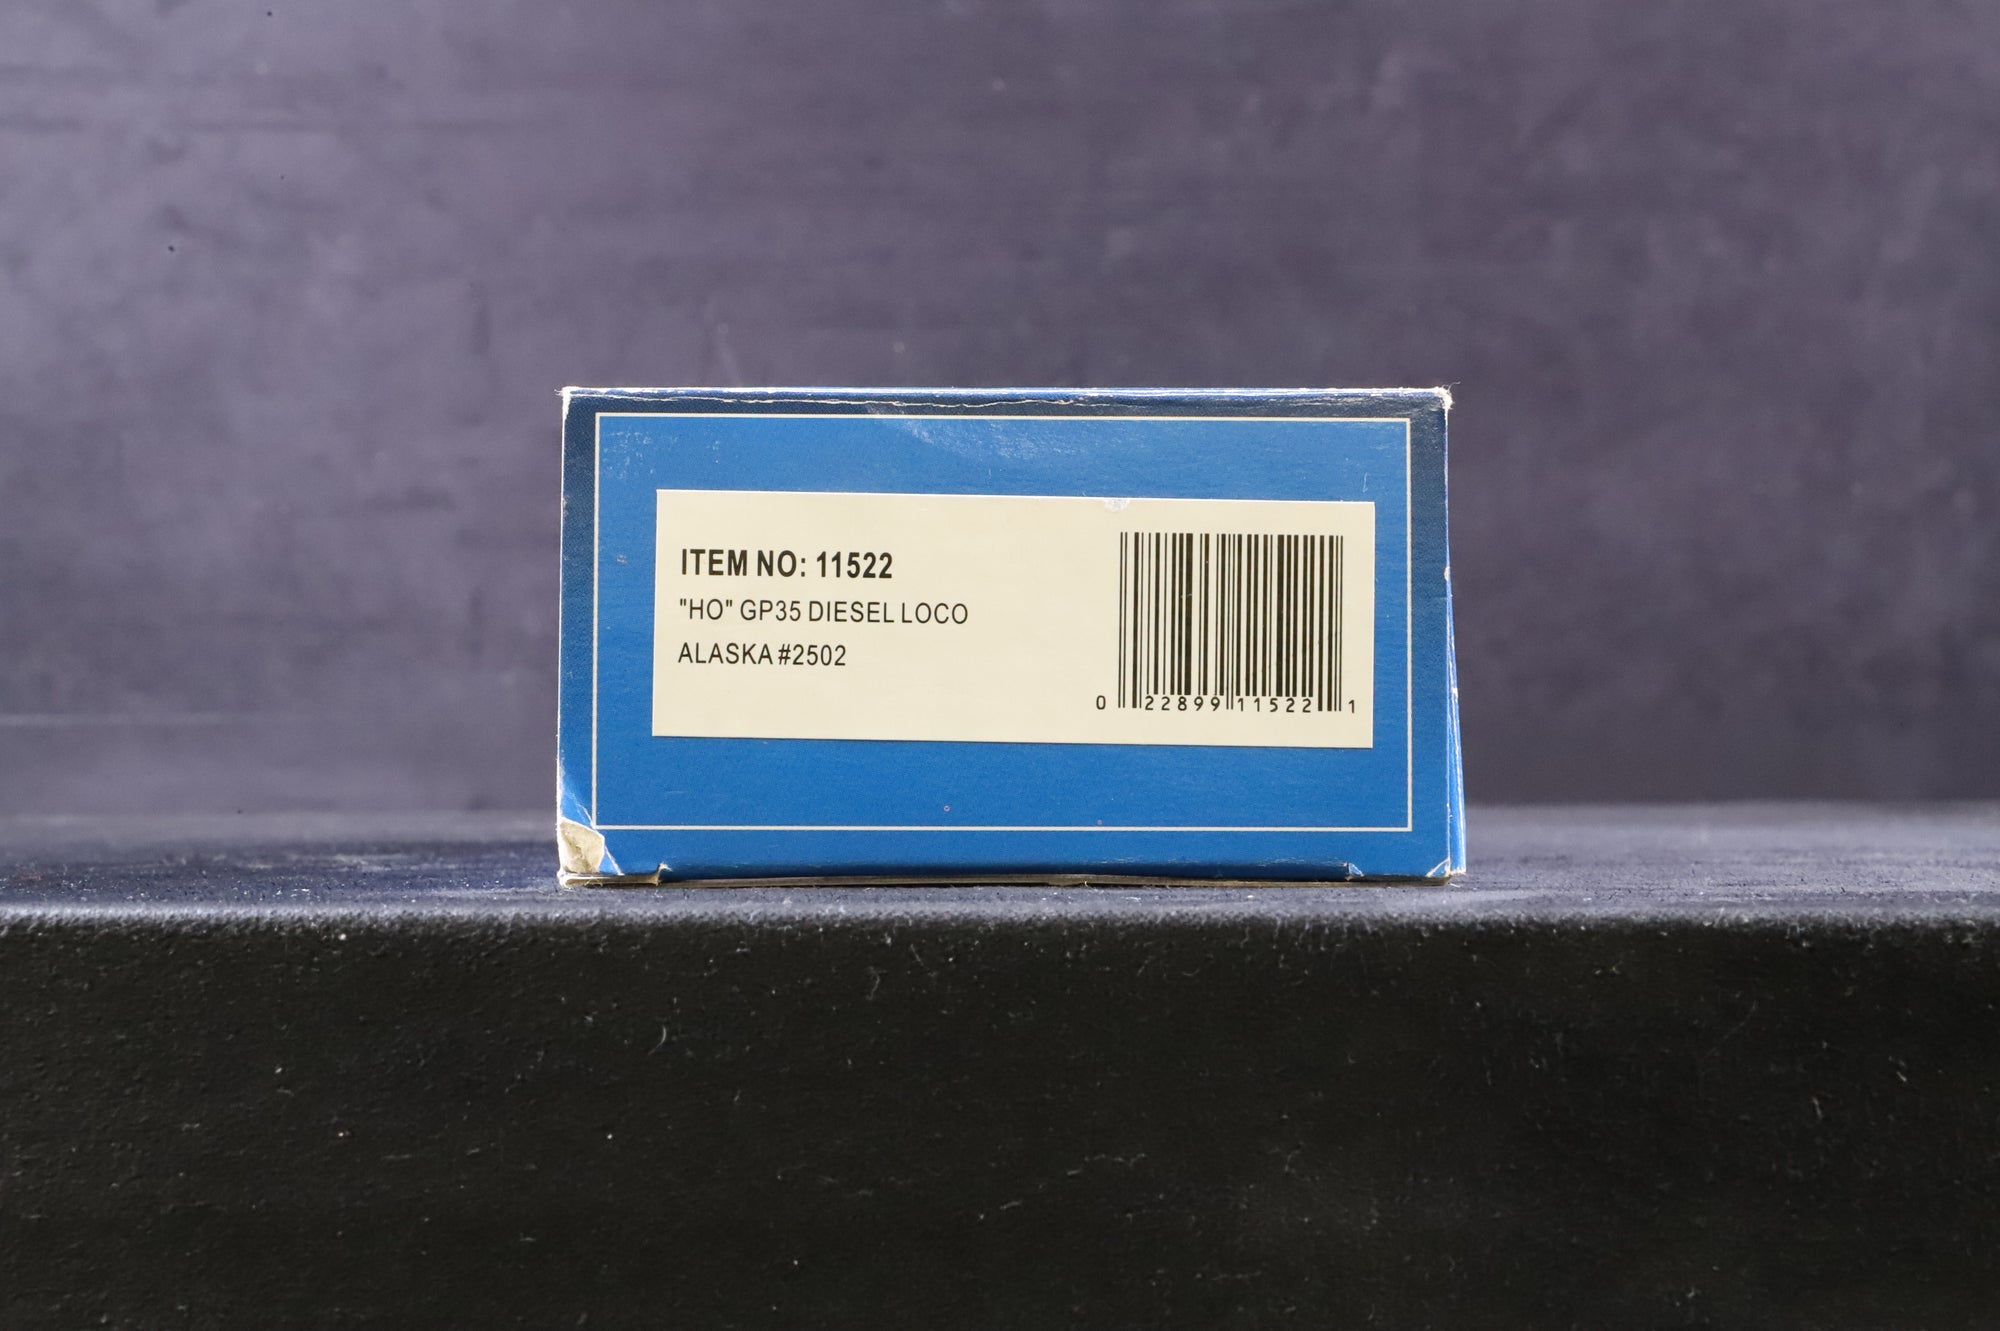 ITEM NO: 11522
"HO" GP35 DIESEL LOCO
ALASKA #2502
0 22899 11522 1